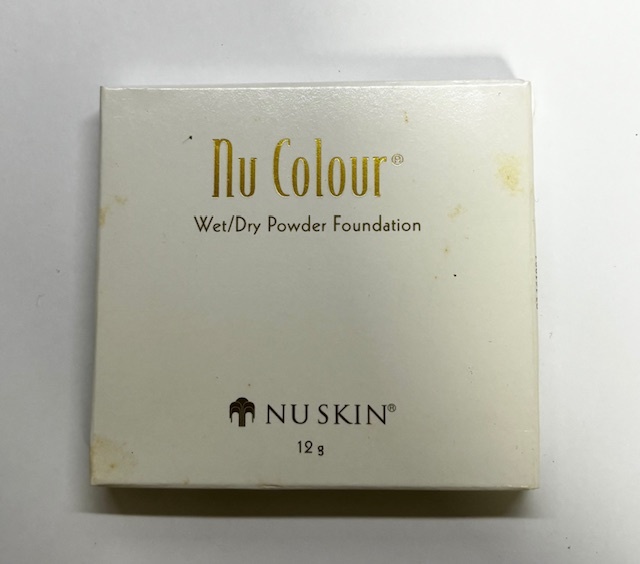 Nu Colour®
Wet/Dry Powder Foundation
NU SKIN®
12 g